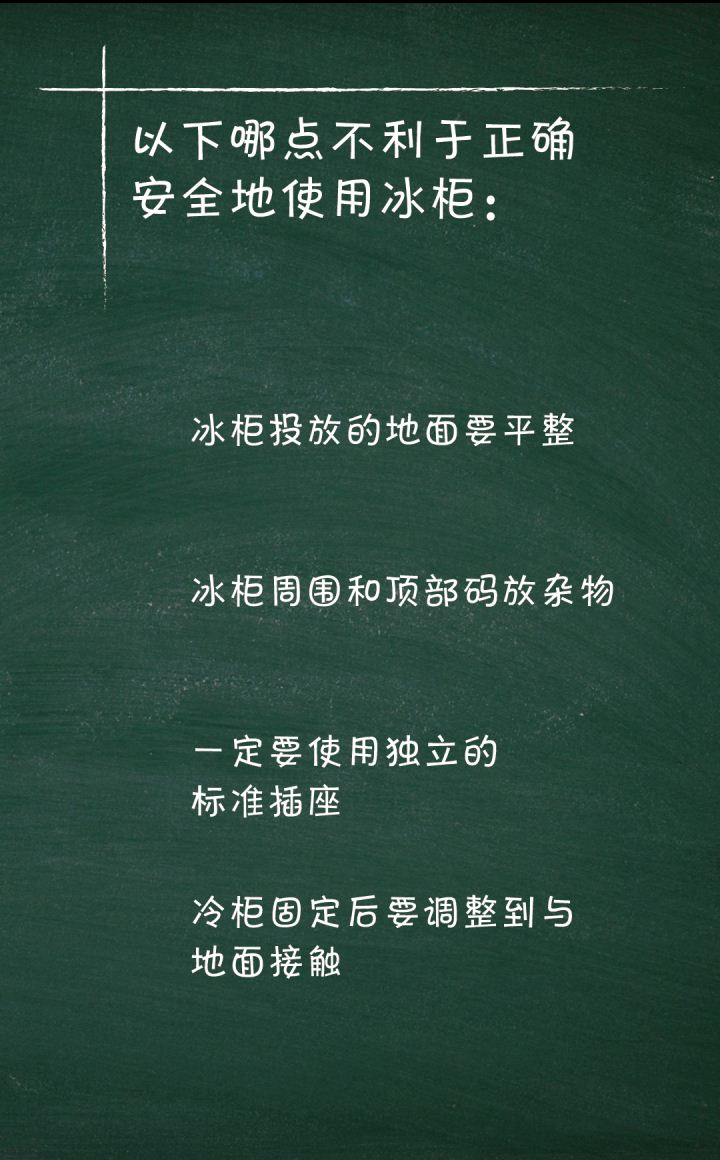 以下哪点不利于正确
安全地使用冰柜：
冰柜投放的地面要平整
冰柜周围和顶部码放杂物
一定要使用独立的
标准插座
冷柜固定后要调整到与
地面接触